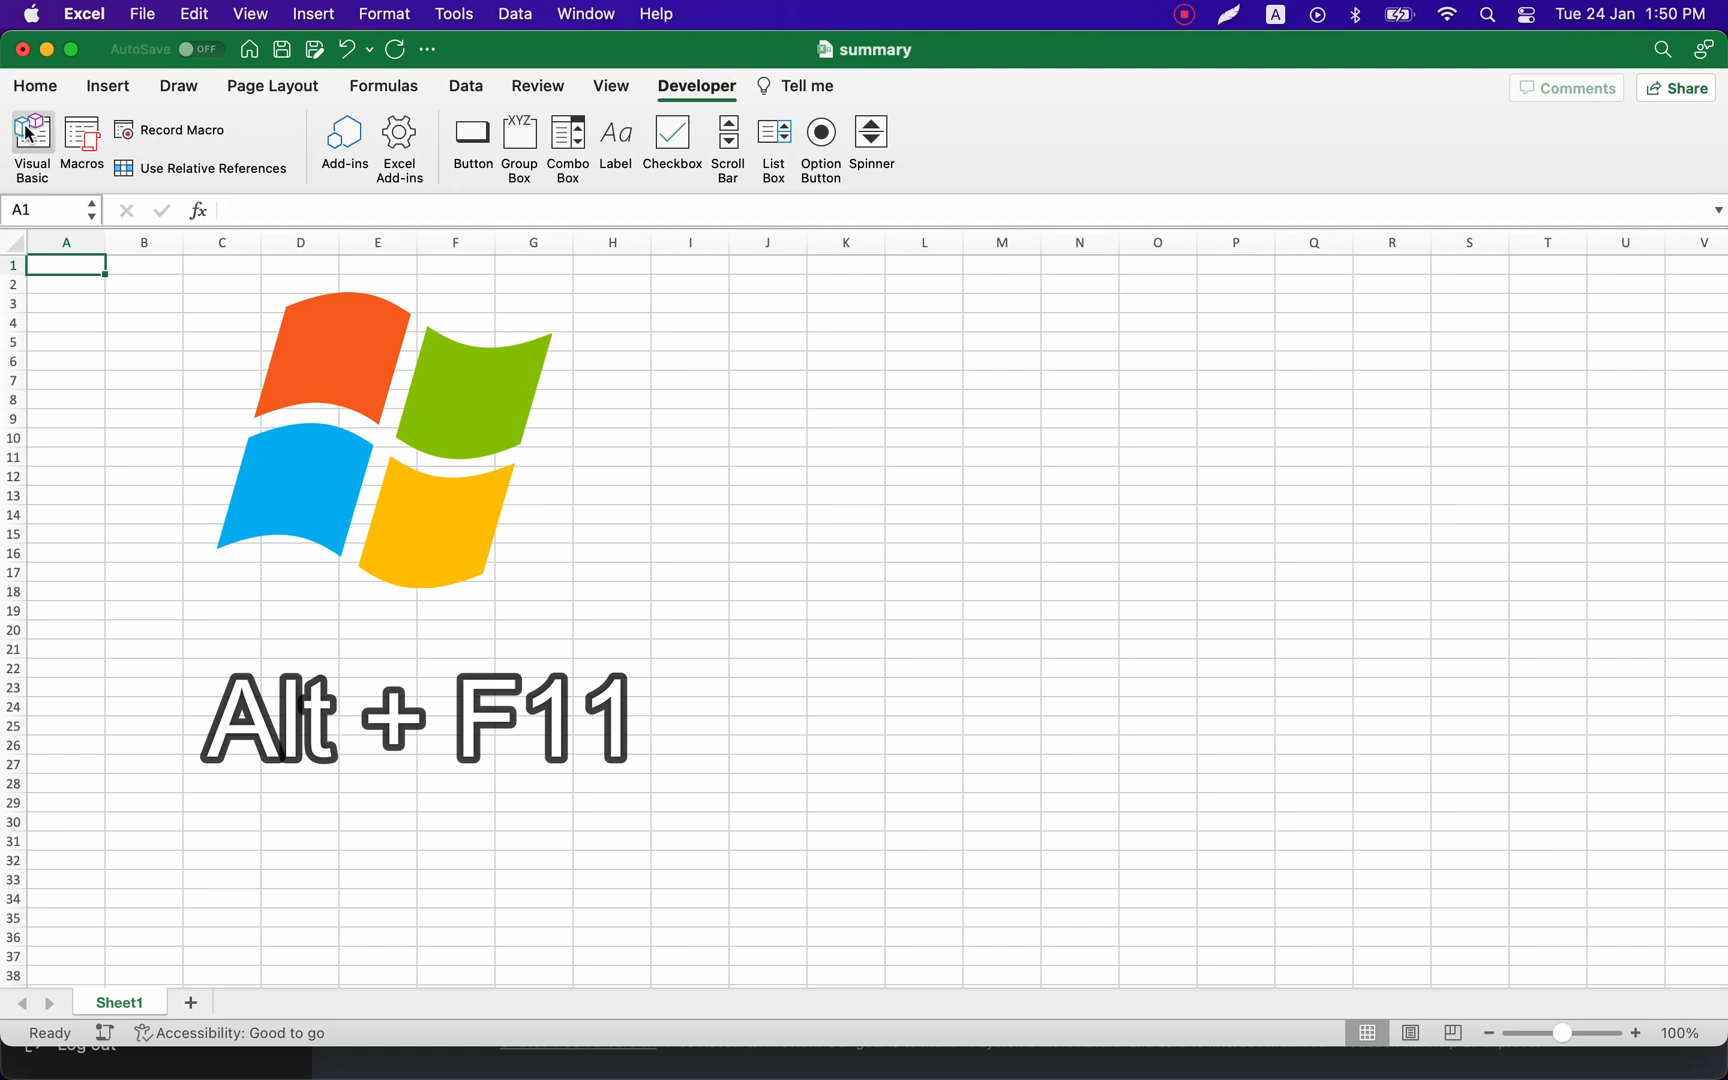 Excel File Edit View Insert Format Tools Data Window Help A Tue 24 Jan 1:50 PM
AutoSave OFF summary
Home Insert Draw Page Layout Formulas Data Review View Developer Tell me Comments Share
Visual Basic
Macros
Record Macro
Use Relative References
Add-ins
Excel Add-ins
Button
XYZ
Group Box
Combo Box
Aa
Label
Checkbox
Scroll Bar
List Box
Option Button
Spinner
A1 fx
A B C D E F G H I J K L M N O P Q R S T U V
1
2
3
4
5
6
7
8
9
10
11
12
13
14
15
16
17
18
19
20
21
22
23
24
25
26
27
28
29
30
31
32
33
34
35
36
37
38
Alt + F11
Sheet1 +
Ready Accessibility: Good to go 100%
Log out